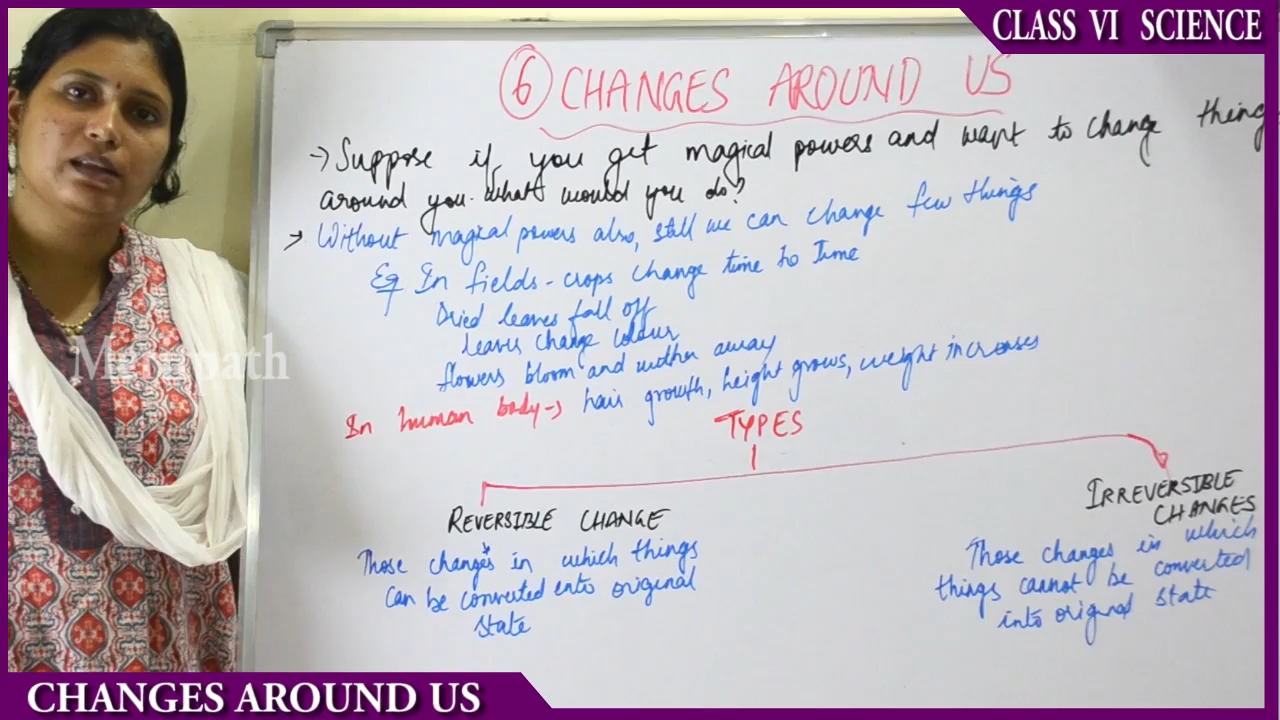 CLASS VI SCIENCE
6 CHANGES AROUND US
→ Suppose if you get magical powers and want to change thing
around you. what would you do?
→ Without magical powers also, still we can change few things
Eg In fields - crops change time to Time
Dried leaves fall off
leaves change colour
flowers bloom and wither away
In human body → hair growth, height grows, weight increases
TYPES
REVERSIBLE CHANGE
Those changes in which things
can be converted into original
state
IRREVERSIBLE
CHANGES
Those changes in which
things cannot be converted
into original state
CHANGES AROUND US